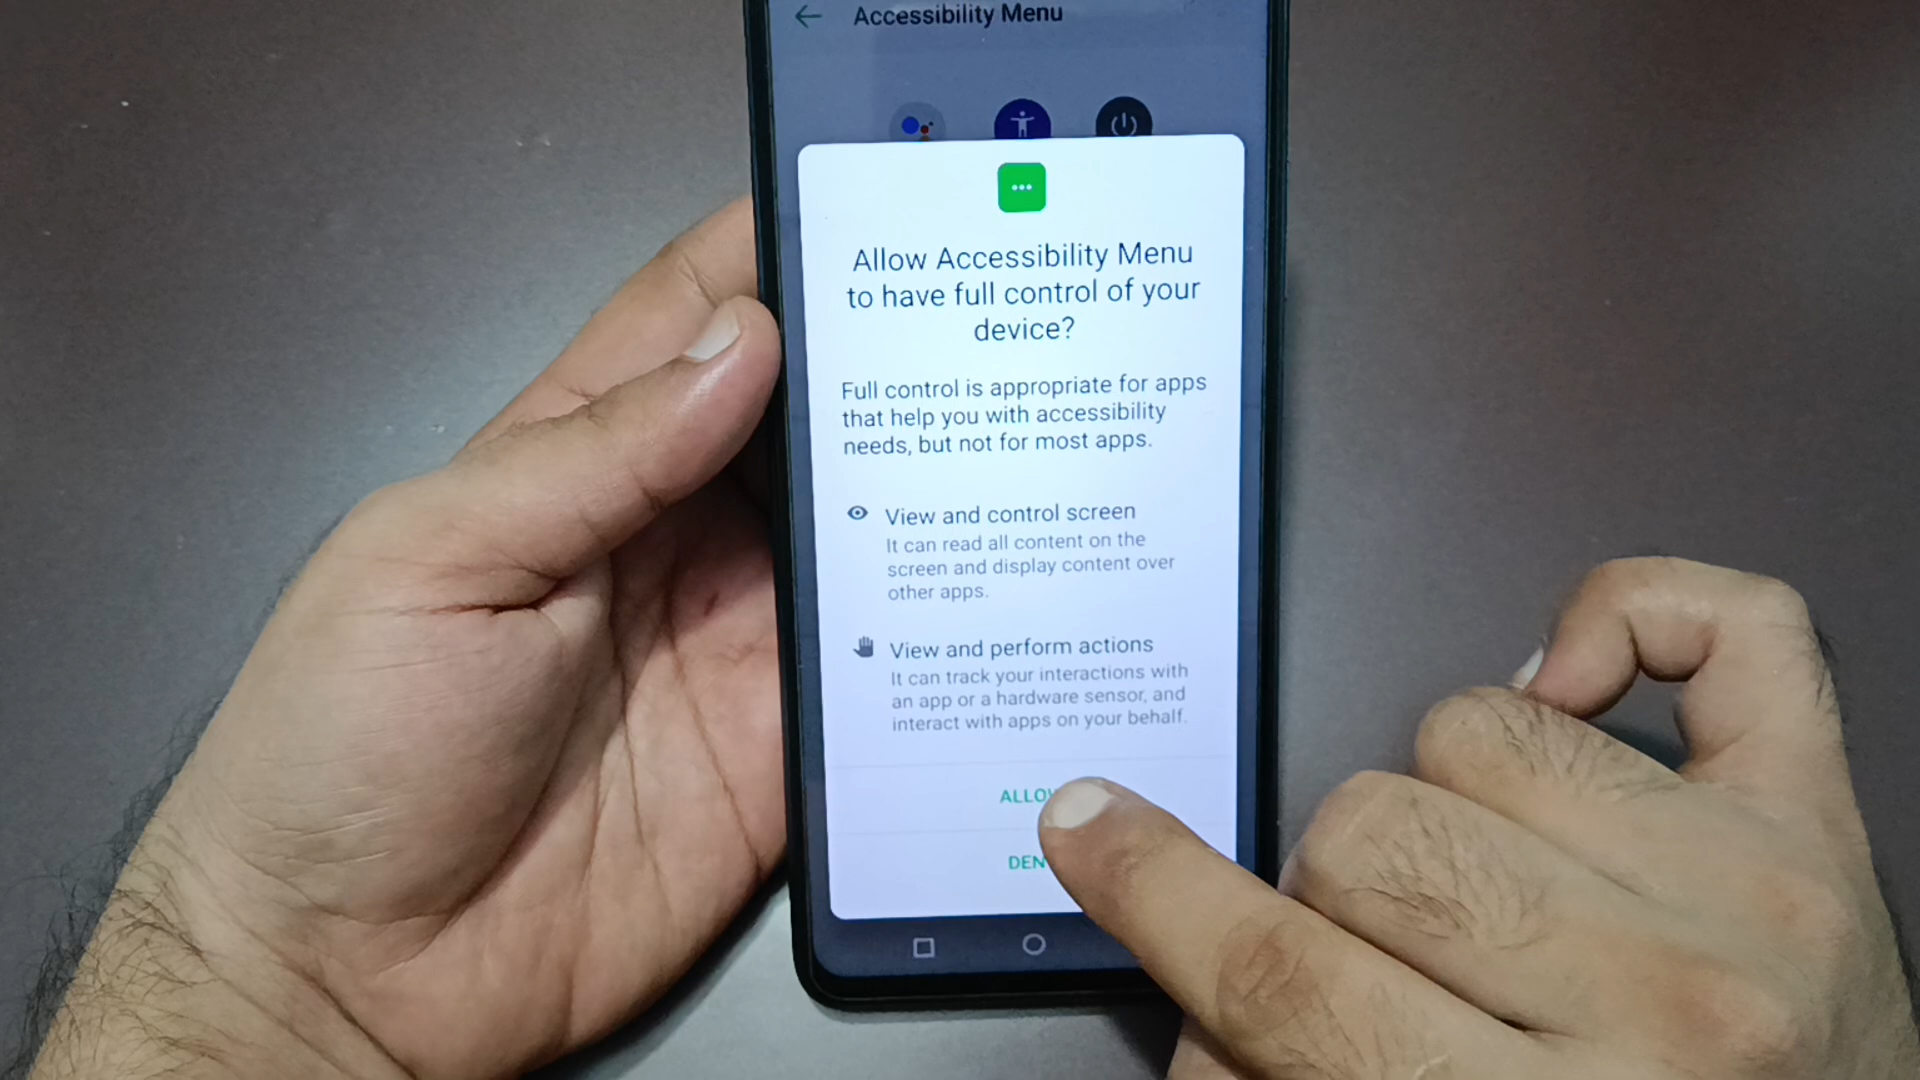 Accessibility Menu
Allow Accessibility Menu
to have full control of your
device?
Full control is appropriate for apps
that help you with accessibility
needs, but not for most apps.
View and control screen
It can read all content on the
screen and display content over
other apps.
View and perform actions
It can track your interactions with
an app or a hardware sensor, and
interact with apps on your behalf.